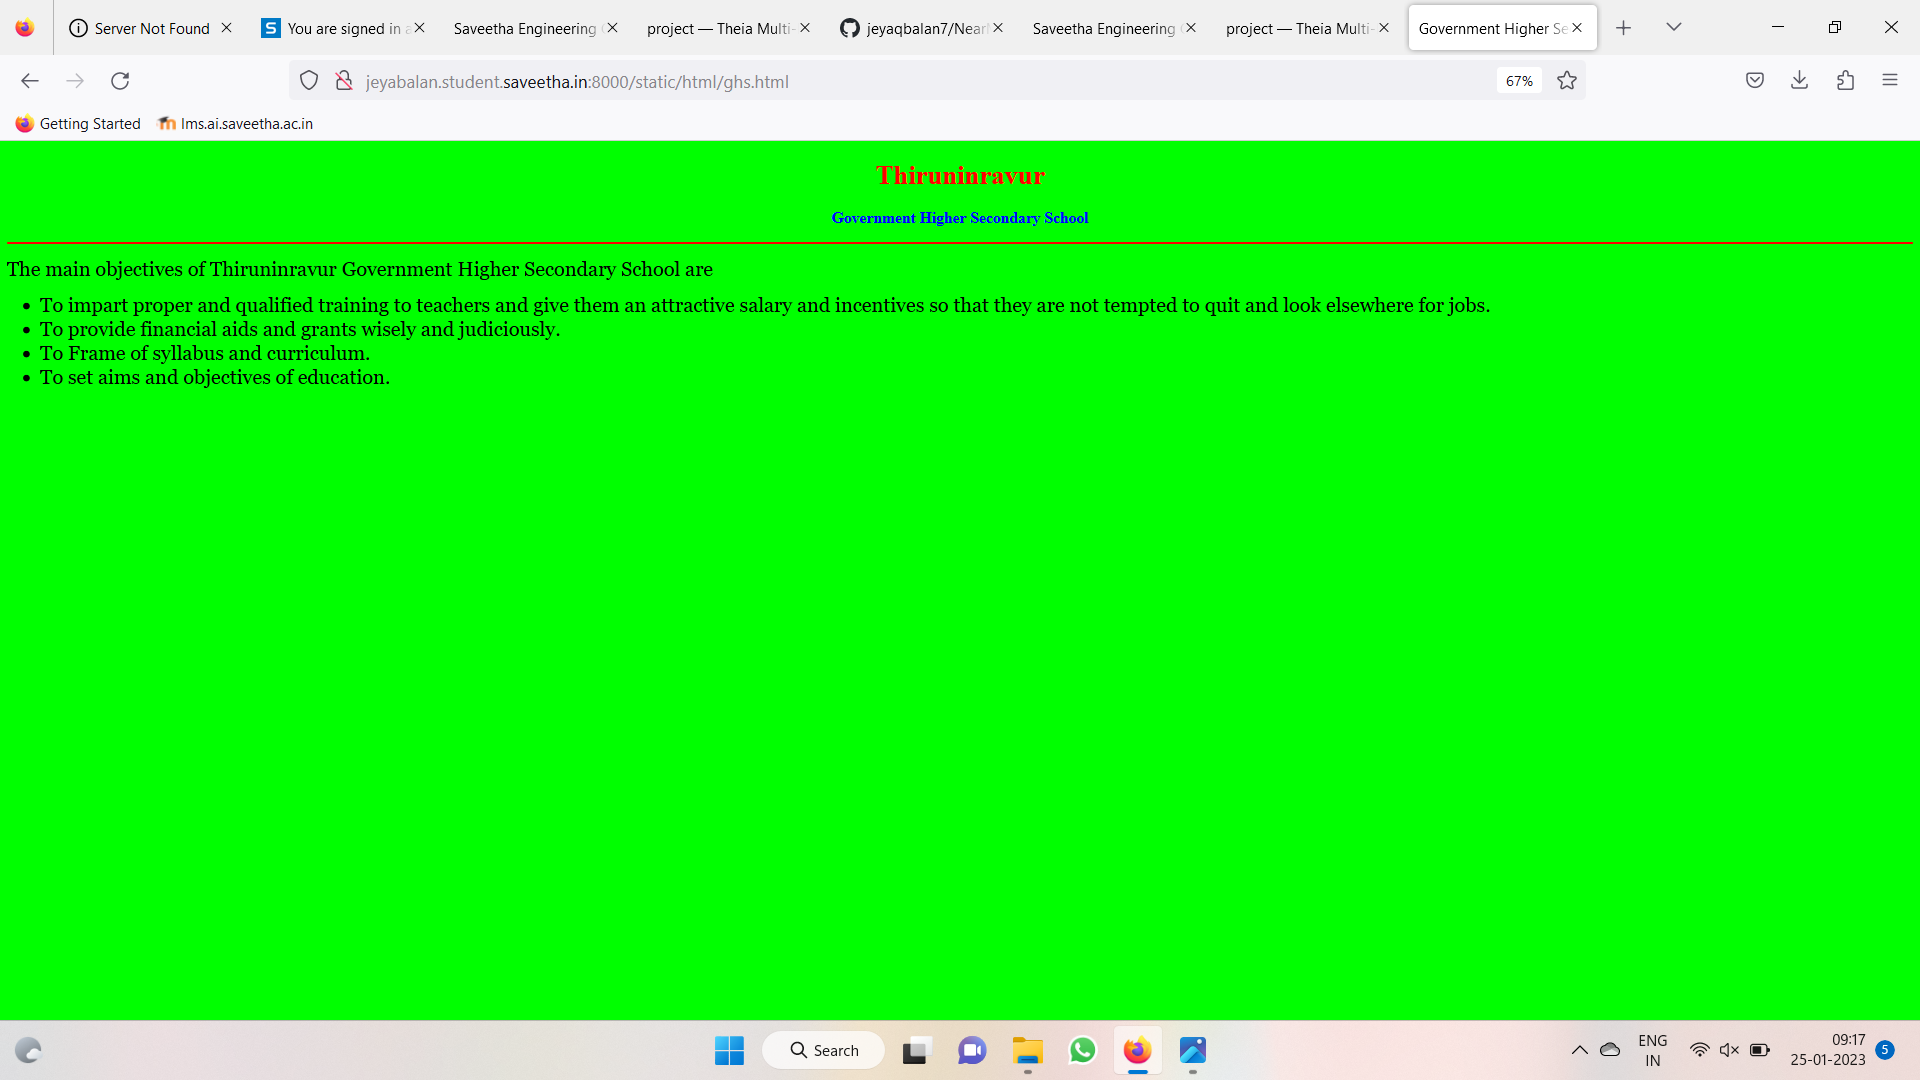 Server Not Found
You are signed in a
Saveetha Engineering
project — Theia Multi-
jeyaqbalan7/Near
Saveetha Engineering
project — Theia Multi-
Government Higher Se
jeyabalan.student.saveetha.in:8000/static/html/ghs.html
67%
Getting Started
lms.ai.saveetha.ac.in
Thiruninravur
Government Higher Secondary School
The main objectives of Thiruninravur Government Higher Secondary School are
• To impart proper and qualified training to teachers and give them an attractive salary and incentives so that they are not tempted to quit and look elsewhere for jobs.
• To provide financial aids and grants wisely and judiciously.
• To Frame of syllabus and curriculum.
• To set aims and objectives of education.
Search
ENG
IN
09:17
25-01-2023
5